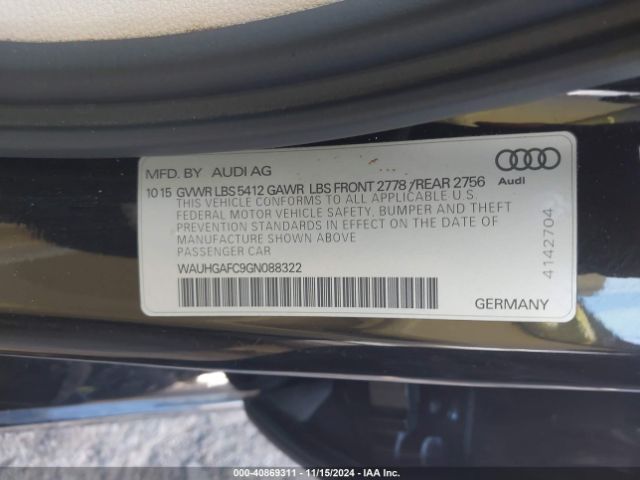 MFD. BY AUDI AG
Audi
10 15 GVWR LBS 5412 GAWR LBS FRONT 2778 /REAR 2756
THIS VEHICLE CONFORMS TO ALL APPLICABLE U.S.
FEDERAL MOTOR VEHICLE SAFETY, BUMPER AND THEFT
PREVENTION STANDARDS IN EFFECT ON THE DATE OF
MANUFACTURE SHOWN ABOVE
PASSENGER CAR
WAUHGAFC9GN088322
4142704
GERMANY
000-40869311 - 11/15/2024 - IAA Inc.